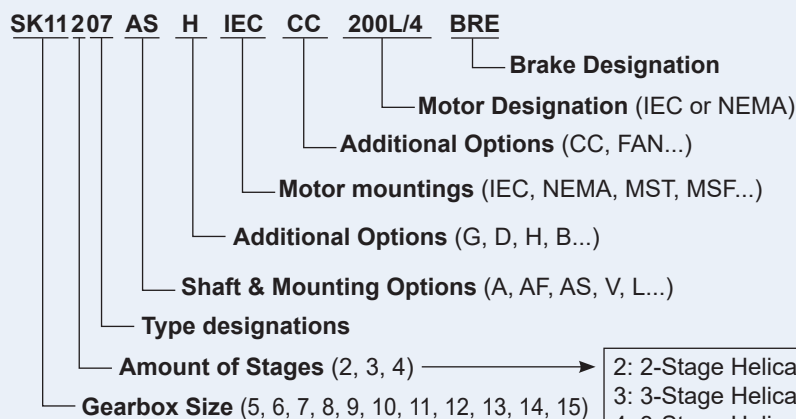 SK11207 AS H IEC CC 200L/4 BRE
Brake Designation
Motor Designation (IEC or NEMA)
Additional Options (CC, FAN...)
Motor mountings (IEC, NEMA, MST, MSF...)
Additional Options (G, D, H, B...)
Shaft & Mounting Options (A, AF, AS, V, L...)
Type designations
Amount of Stages (2, 3, 4)
2: 2-Stage Helica
3: 3-Stage Helica
Gearbox Size (5, 6, 7, 8, 9, 10, 11, 12, 13, 14, 15)